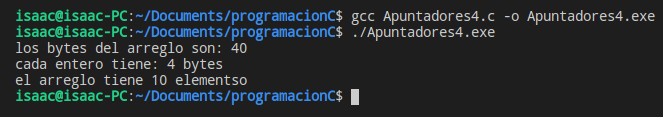 isaac@isaac-PC:~/Documents/programacionC$ gcc Apuntadores4.c -o Apuntadores4.exe
isaac@isaac-PC:~/Documents/programacionC$ ./Apuntadores4.exe
los bytes del arreglo son: 40
cada entero tiene: 4 bytes
el arreglo tiene 10 elementso
isaac@isaac-PC:~/Documents/programacionC$